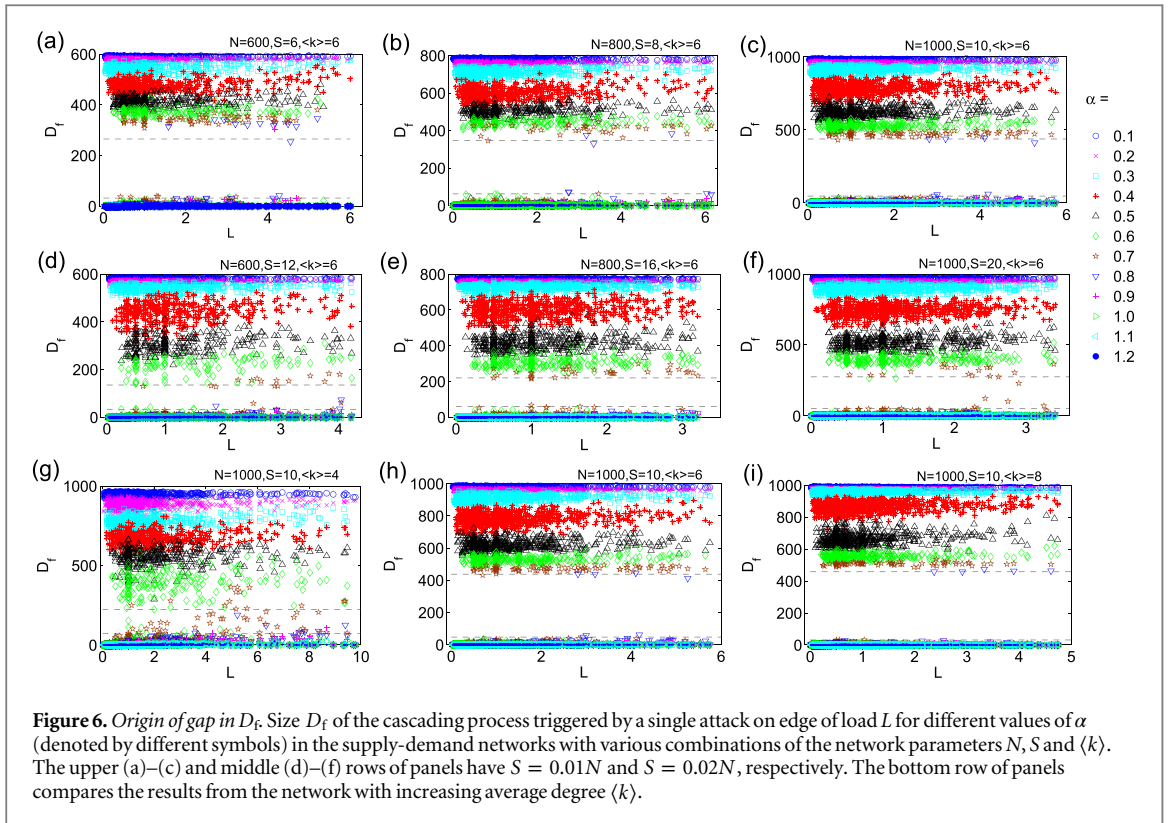 (a)
N=600,S=6,<k>=6
600
400
200
0
D_f
0 1 2 3 4 5 6
L
(b)
N=800,S=8,<k>=6
800
600
400
200
0
D_f
0 2 4 6
L
(c)
N=1000,S=10,<k>=6
1000
500
0
D_f
0 2 4 6
L
α =
0.1
0.2
0.3
0.4
0.5
0.6
0.7
0.8
0.9
1.0
1.1
1.2
(d)
N=600,S=12,<k>=6
600
400
200
0
D_f
0 1 2 3 4
L
(e)
N=800,S=16,<k>=6
800
600
400
200
0
D_f
0 1 2 3
L
(f)
N=1000,S=20,<k>=6
1000
500
0
D_f
0 1 2 3 4
L
(g)
N=1000,S=10,<k>=4
1000
500
0
D_f
0 2 4 6 8 10
L
(h)
N=1000,S=10,<k>=6
1000
800
600
400
200
0
D_f
0 2 4 6
L
(i)
N=1000,S=10,<k>=8
1000
800
600
400
200
0
D_f
0 1 2 3 4 5
L
Figure 6. Origin of gap in D_f. Size D_f of the cascading process triggered by a single attack on edge of load L for different values of α
(denoted by different symbols) in the supply-demand networks with various combinations of the network parameters N, S and ⟨k⟩.
The upper (a)–(c) and middle (d)–(f) rows of panels have S = 0.01N and S = 0.02N, respectively. The bottom row of panels
compares the results from the network with increasing average degree ⟨k⟩.